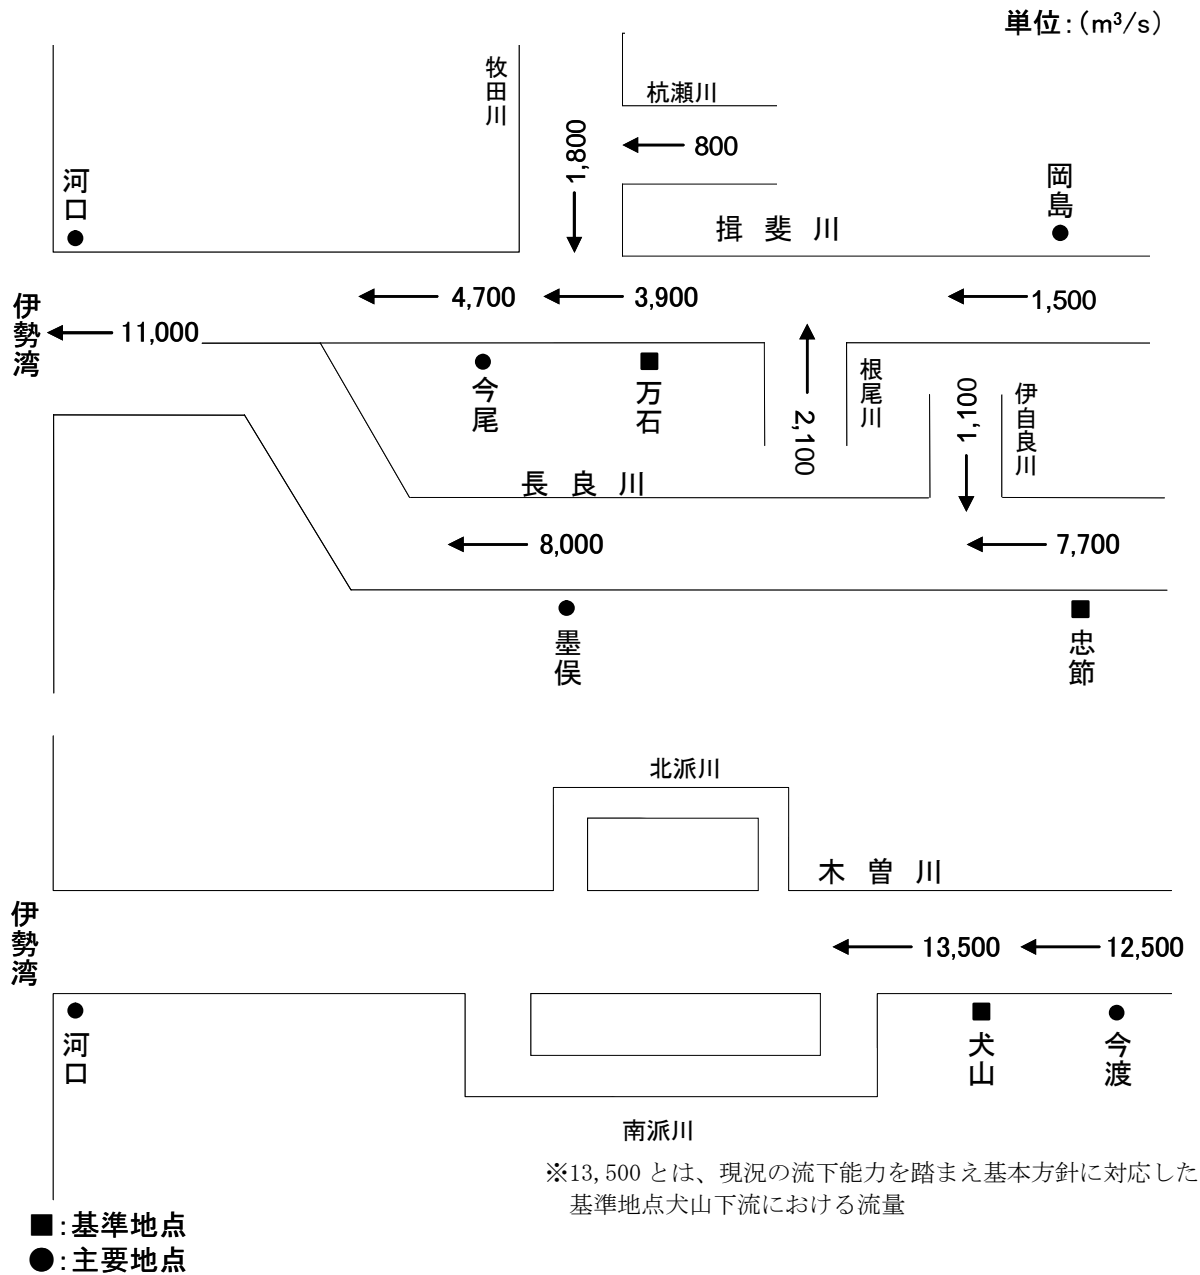 単位:(m³/s)
牧田川
杭瀬川
1,800
800
河口
岡島
揖斐川
伊勢湾
4,700
3,900
1,500
11,000
今尾
万石
2,100
根尾川
1,100
伊自良川
長良川
8,000
7,700
墨俣
忠節
北派川
木曽川
伊勢湾
13,500
12,500
河口
犬山
今渡
南派川
※13,500 とは、現況の流下能力を踏まえ基本方針に対応した
基準地点犬山下流における流量
■:基準地点
●:主要地点